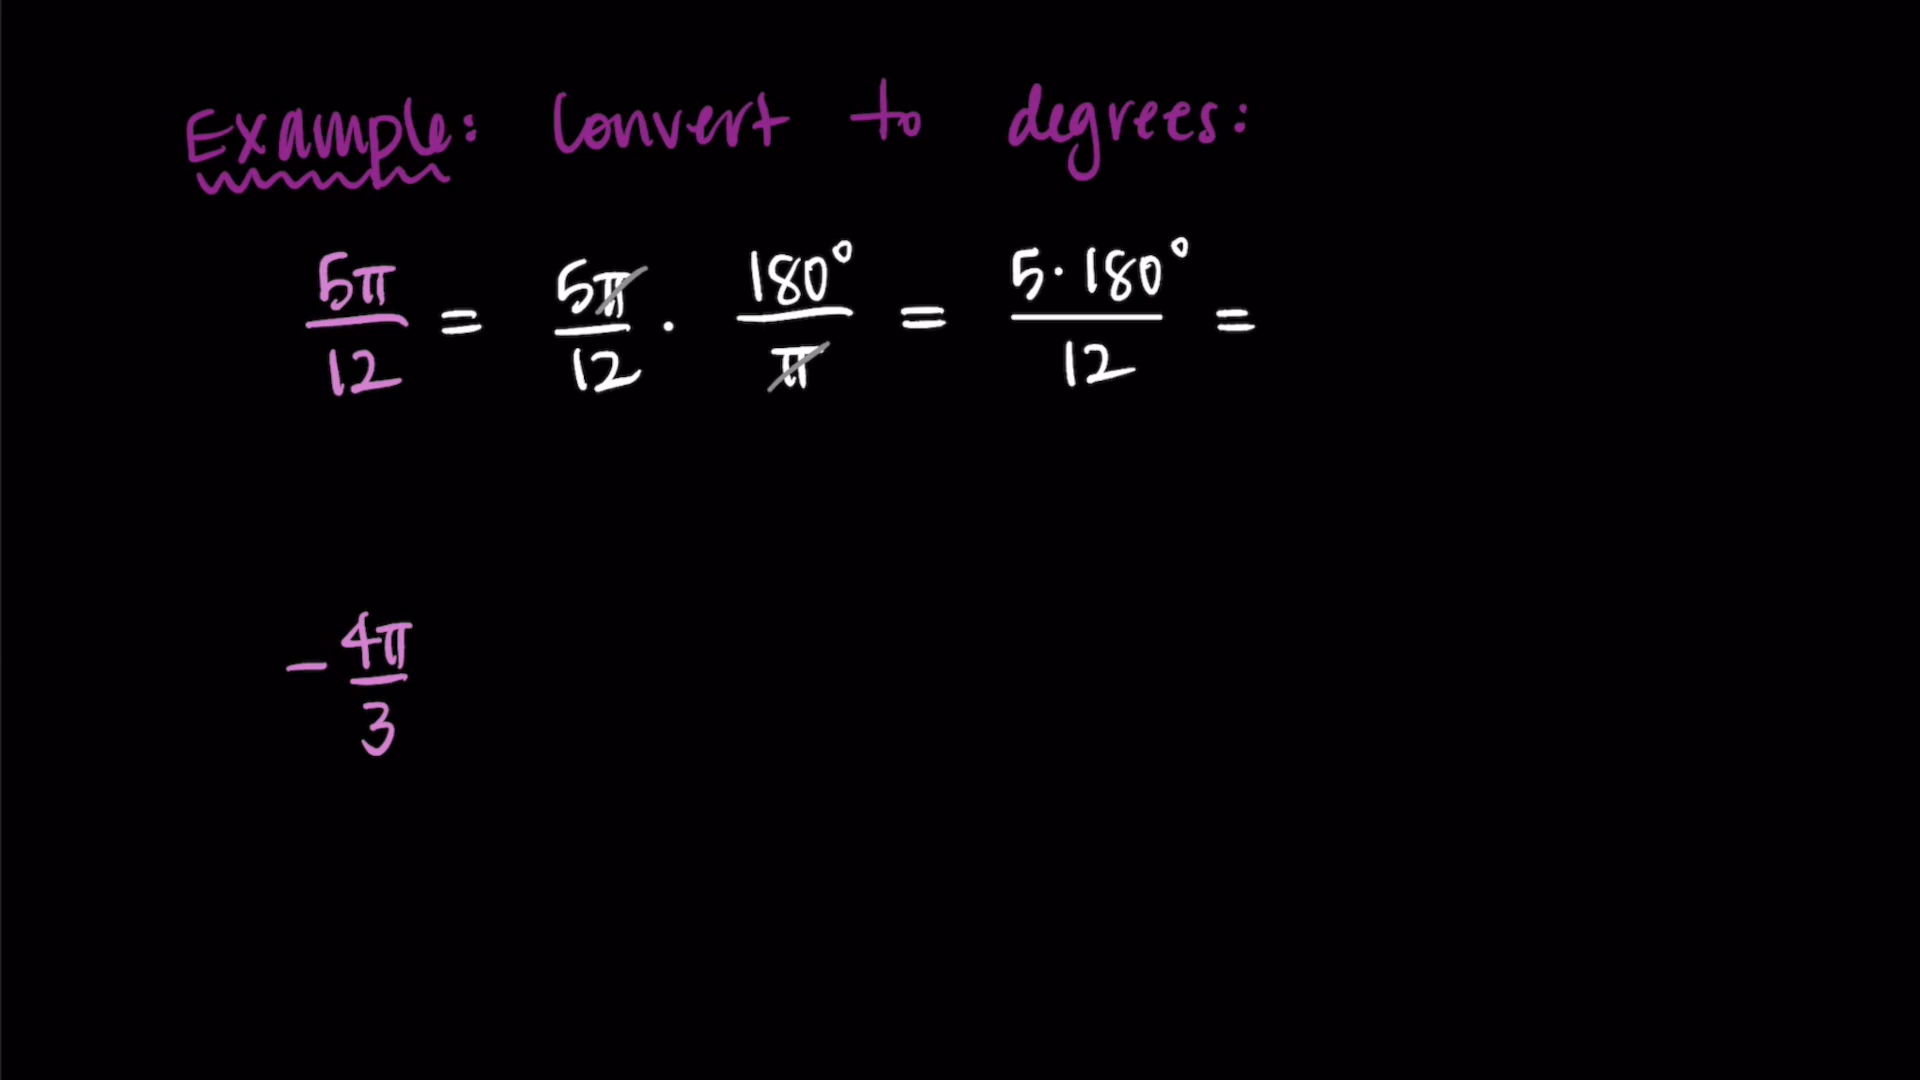 Example: Convert to degrees:
5π/12 = 5π/12 · 180°/π = 5·180°/12 =
-4π/3